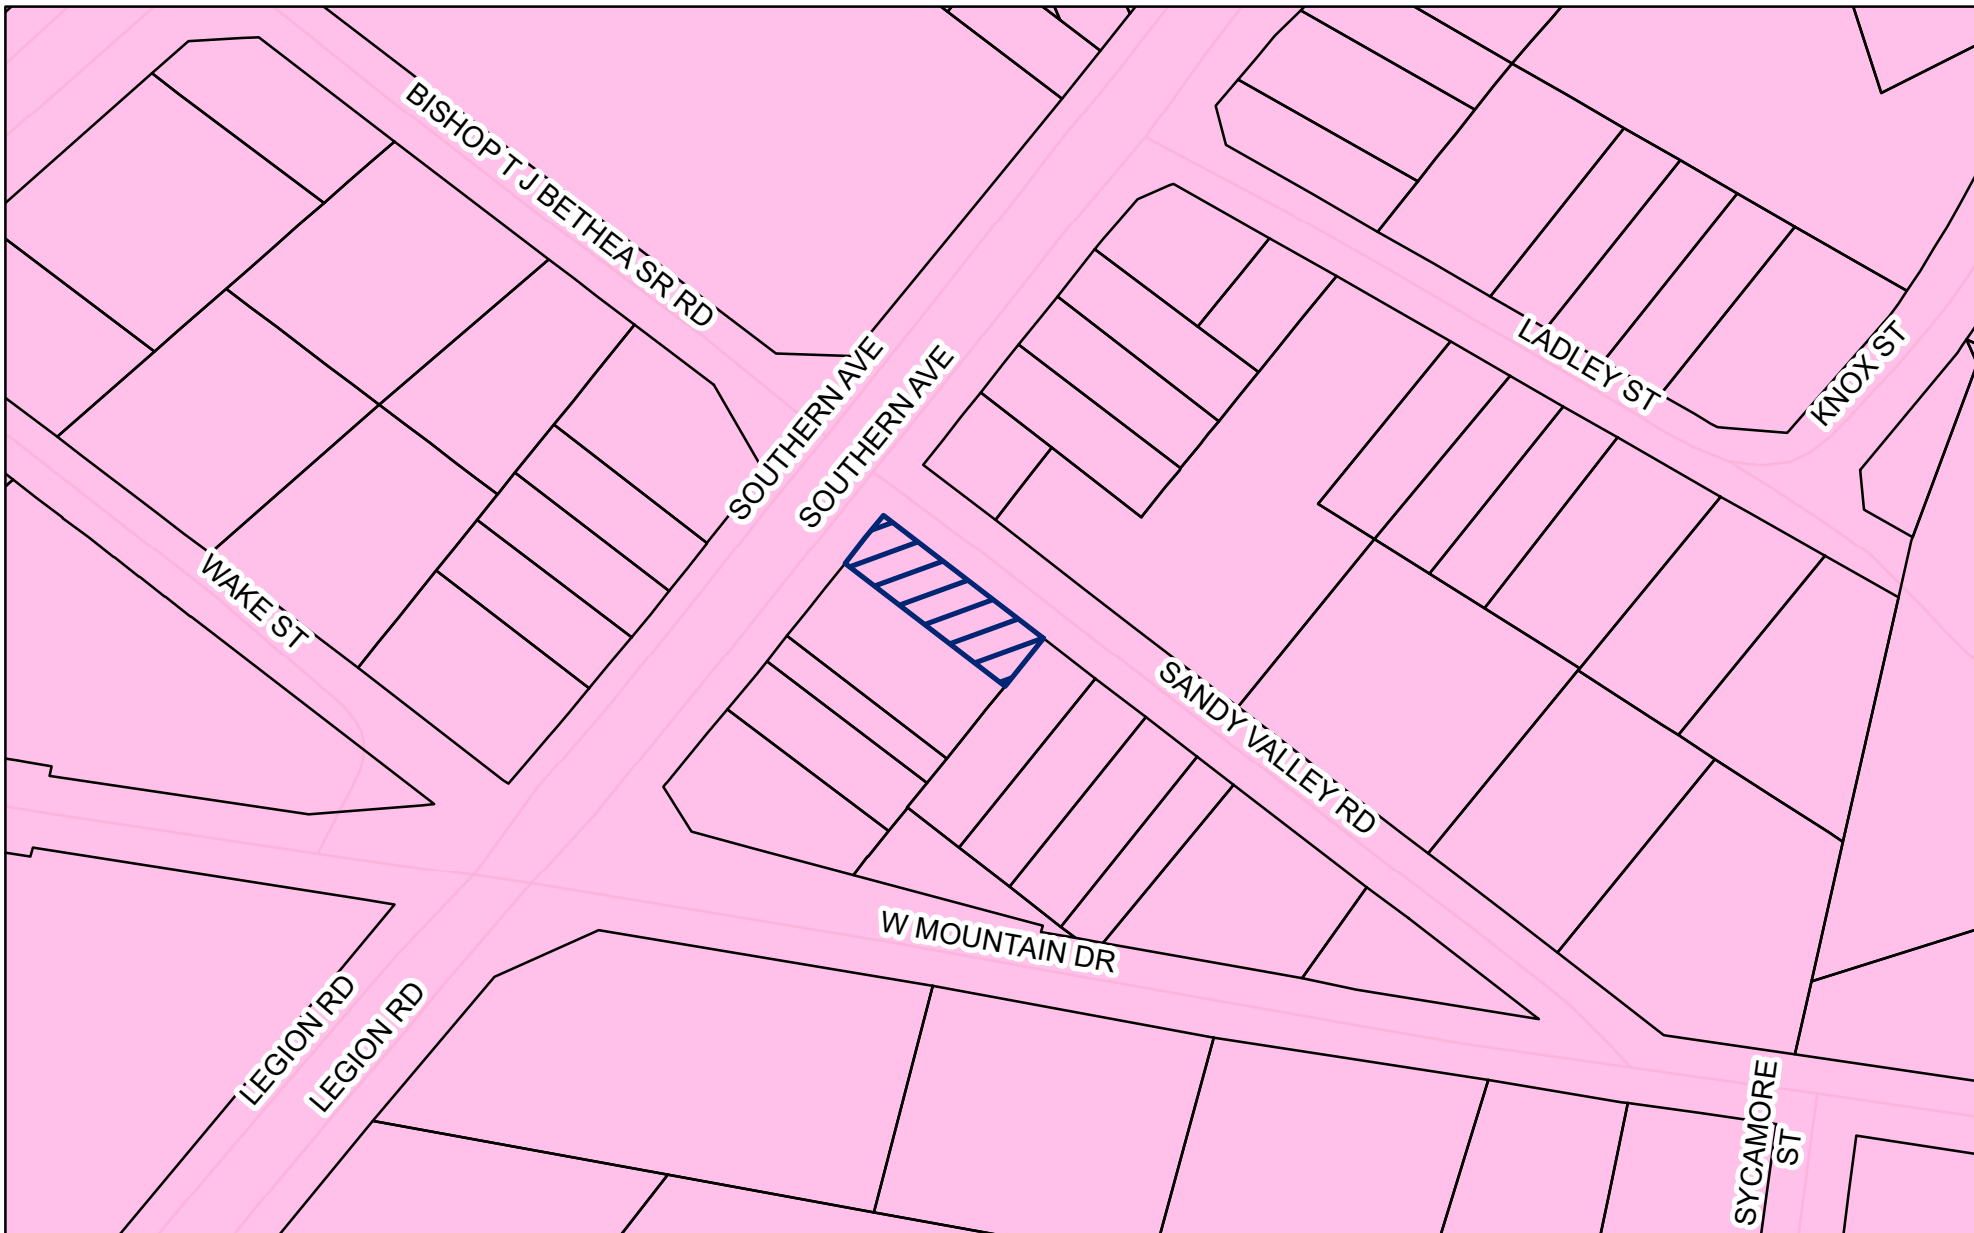 BISHOP T J BETHEA SR RD
SOUTHERN AVE
SOUTHERN AVE
LADLEY ST
KNOX ST
WAKE ST
SANDY VALLEY RD
W MOUNTAIN DR
LEGION RD
LEGION RD
SYCAMORE
ST